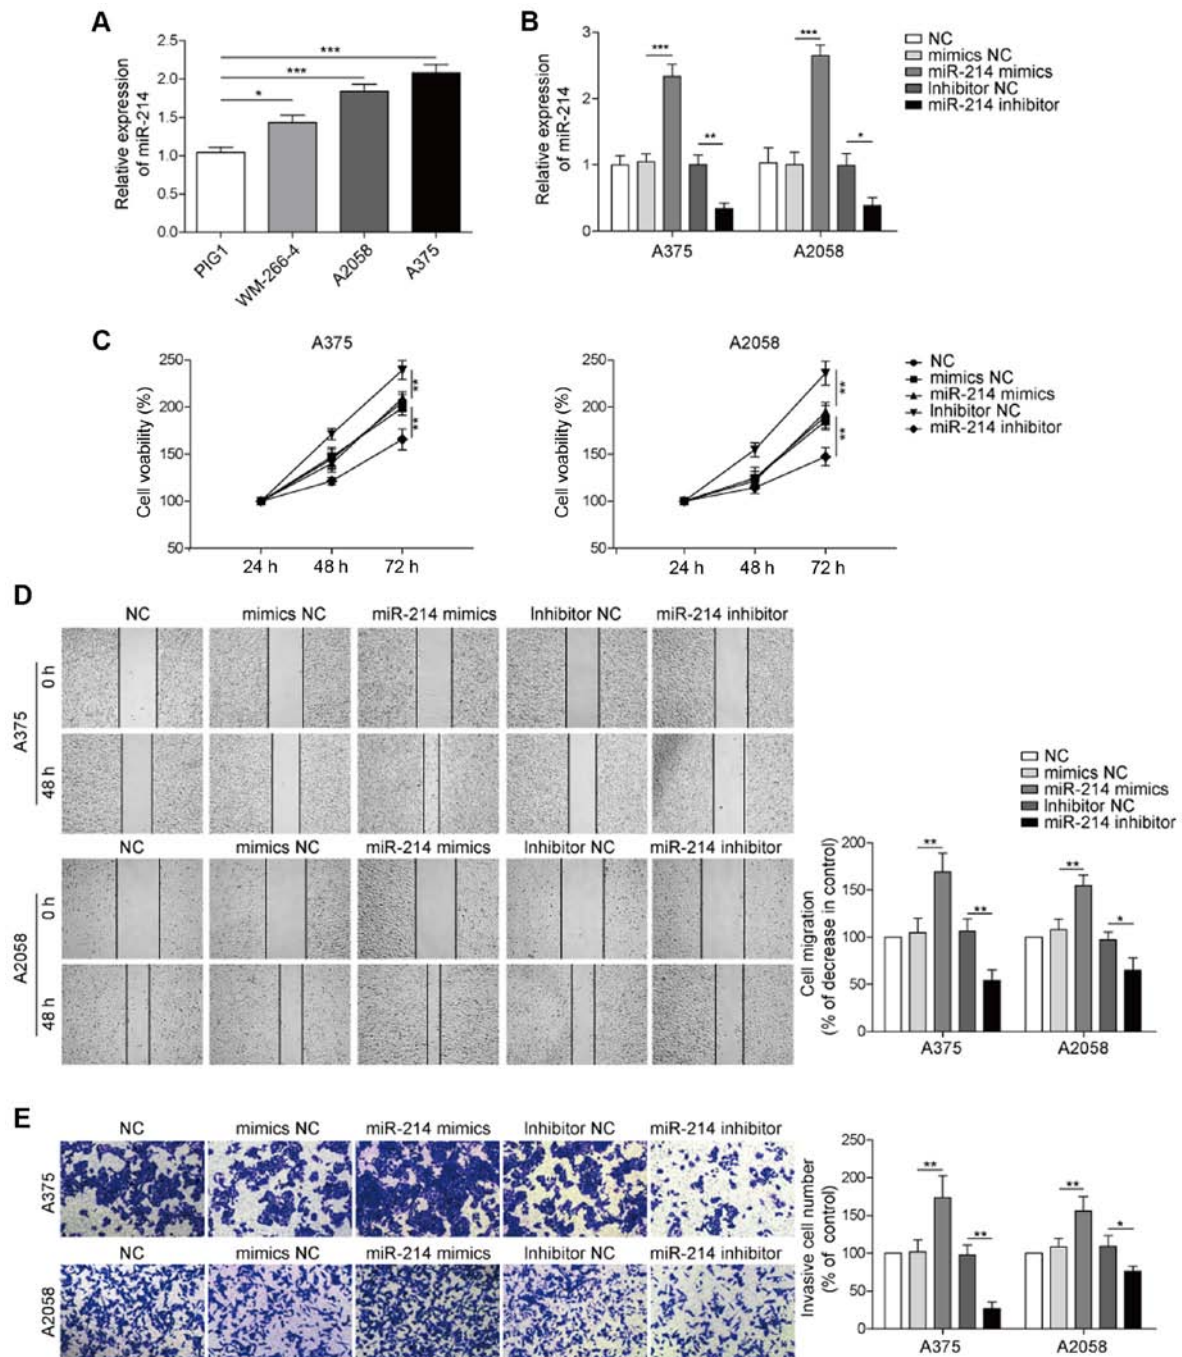 A
Relative expression
of miR-214
2.5
2.0
1.5
1.0
0.5
0.0
***
***
*
PIG1
WM-266-4
A2058
A375
B
Relative expression
of miR-214
3
2
1
0
***
**
***
*
A375
A2058
NC
mimics NC
miR-214 mimics
Inhibitor NC
miR-214 inhibitor
C
A375
Cell voability (%)
250
200
150
100
50
**
**
24 h 48 h 72 h
A2058
Cell voability (%)
250
200
150
100
50
**
**
24 h 48 h 72 h
NC
mimics NC
miR-214 mimics
Inhibitor NC
miR-214 inhibitor
D
NC mimics NC miR-214 mimics Inhibitor NC miR-214 inhibitor
A375
0 h
48 h
NC mimics NC miR-214 mimics Inhibitor NC miR-214 inhibitor
A2058
0 h
48 h
NC
mimics NC
miR-214 mimics
Inhibitor NC
miR-214 inhibitor
Cell migration
(% of decrease in control)
200
150
100
50
0
**
**
**
*
A375
A2058
E
NC mimics NC miR-214 mimics Inhibitor NC miR-214 inhibitor
A375
NC mimics NC miR-214 mimics Inhibitor NC miR-214 inhibitor
A2058
Invasive cell number
(% of control)
250
200
150
100
50
0
**
**
**
*
A375
A2058